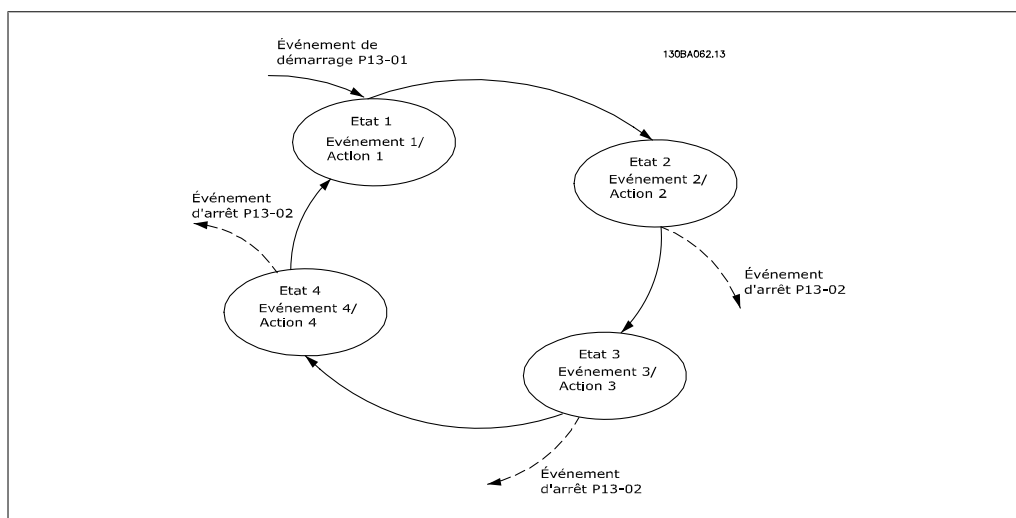 Événement de
démarrage P13-01
130BA062.13
Etat 1
Evénement 1/
Action 1
Etat 2
Evénement 2/
Action 2
Événement
d'arrêt P13-02
Événement
d'arrêt P13-02
Etat 4
Evénement 4/
Action 4
Etat 3
Evénement 3/
Action 3
Événement
d'arrêt P13-02